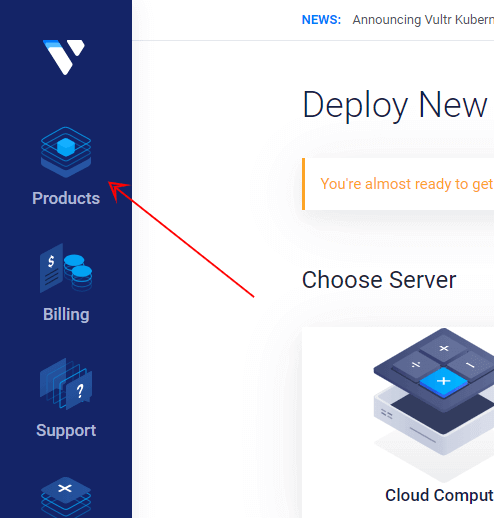 NEWS: Announcing Vultr Kubern
Deploy New
You're almost ready to get
Products
Billing
Support
Choose Server
Cloud Comput